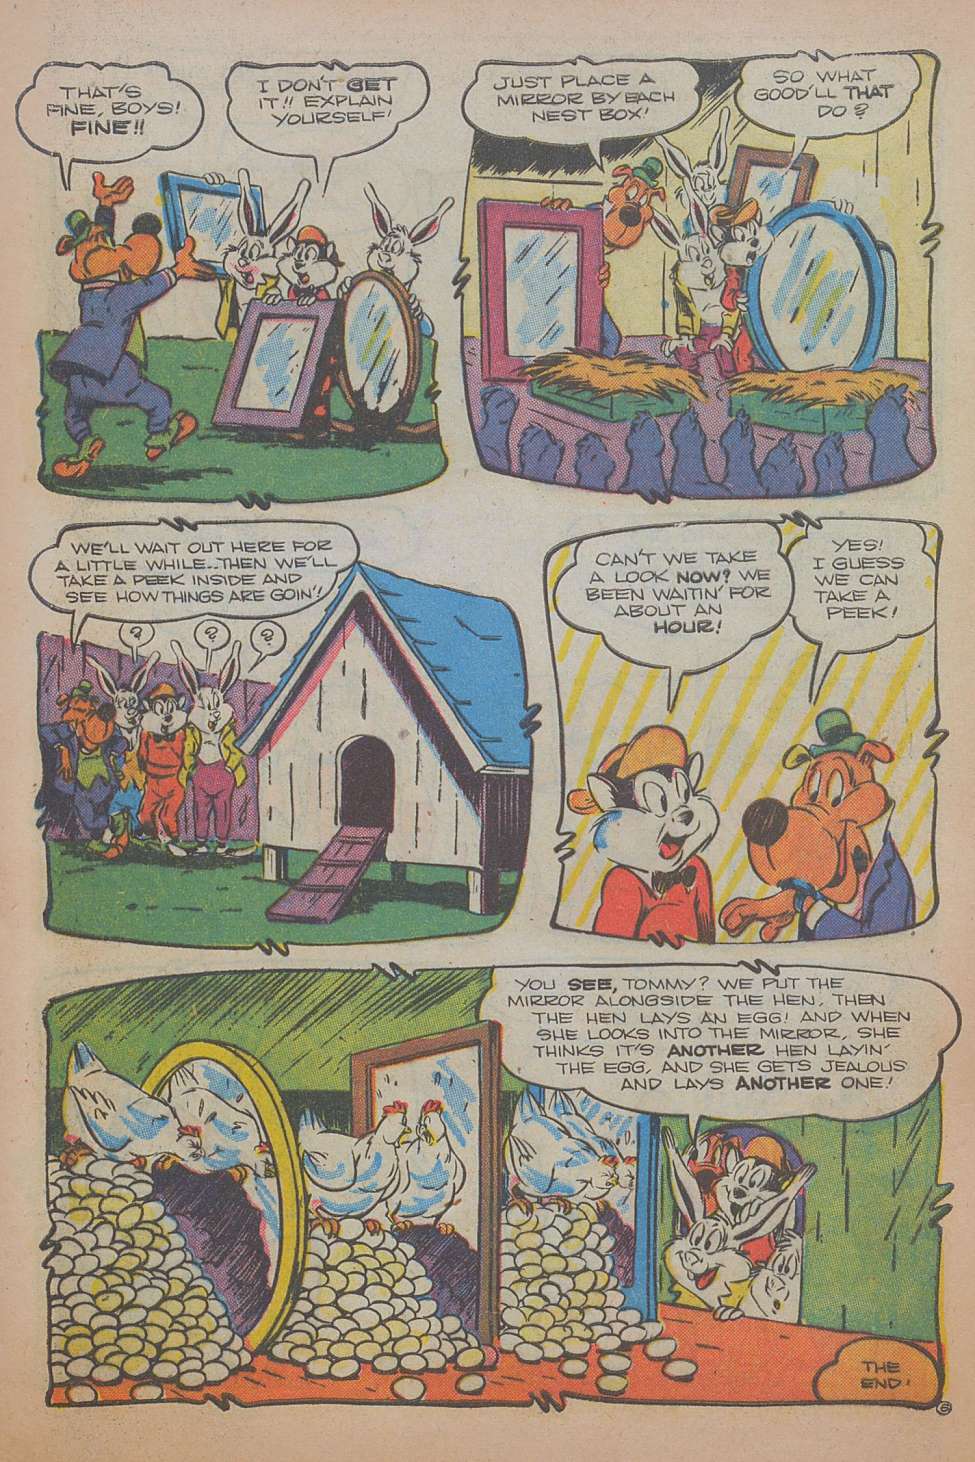 THAT'S
FINE, BOYS!
FINE!!
I DON'T GET
IT!! EXPLAIN
YOURSELF!
JUST PLACE A
MIRROR BY EACH
NEST BOX!
SO WHAT
GOOD'LL THAT
DO?
WE'LL WAIT OUT HERE FOR
A LITTLE WHILE..THEN WE'LL
TAKE A PEEK INSIDE AND
SEE HOW THINGS ARE GOIN'!
?
?
?
CAN'T WE TAKE
A LOOK NOW? WE
BEEN WAITIN' FOR
ABOUT AN
HOUR!
YES!
I GUESS
WE CAN
TAKE A
PEEK!
YOU SEE, TOMMY? WE PUT THE
MIRROR ALONGSIDE THE HEN, THEN
THE HEN LAYS AN EGG! AND WHEN
SHE LOOKS INTO THE MIRROR, SHE
THINKS IT'S ANOTHER HEN LAYIN'
THE EGG, AND SHE GETS JEALOUS
AND LAYS ANOTHER ONE!
THE
END!
6